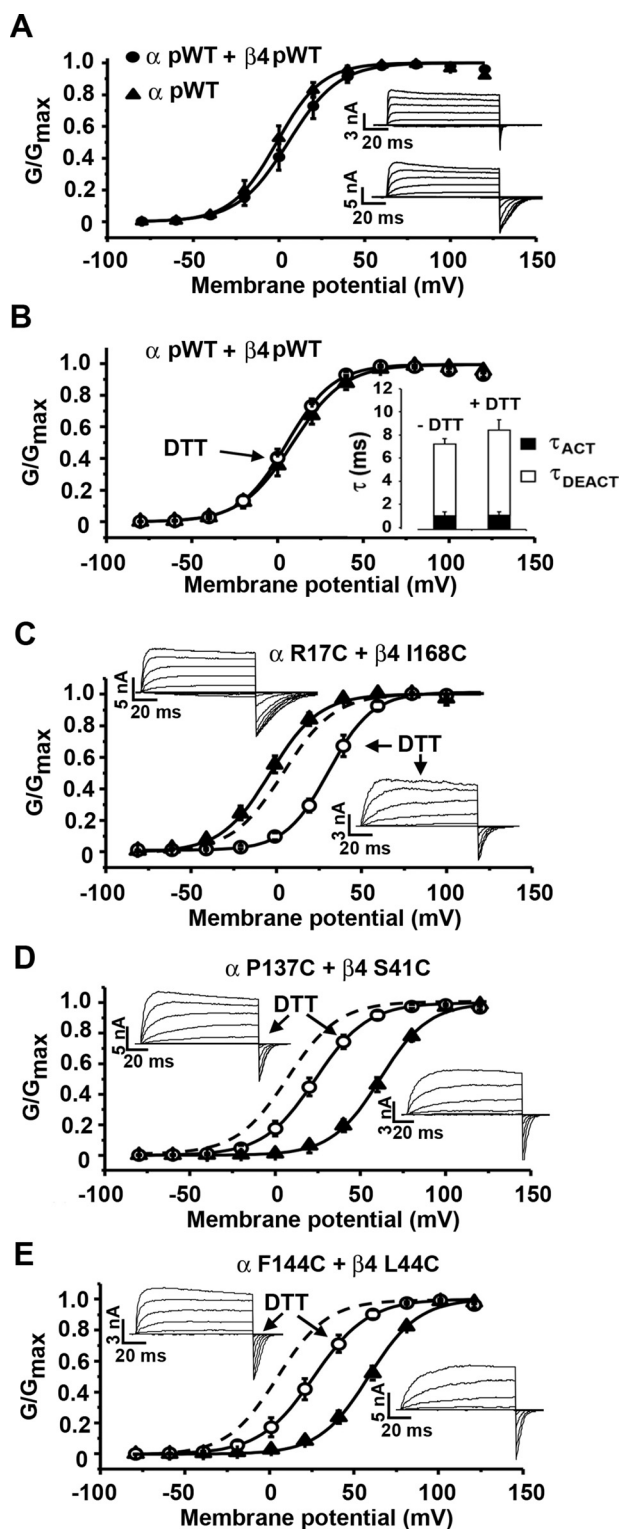 A
α pWT + β4 pWT
α pWT
G/Gmax
1.0
0.8
0.6
0.4
0.2
0
3 nA
20 ms
5 nA
20 ms
-100 -50 0 50 100 150
Membrane potential (mV)
B
α pWT + β4 pWT
G/Gmax
1.0
0.8
0.6
0.4
0.2
0
DTT
τ (ms)
12
10
8
6
4
2
0
- DTT
+ DTT
τACT
τDEACT
-100 -50 0 50 100 150
Membrane potential (mV)
C
α R17C + β4 I168C
5 nA
20 ms
G/Gmax
1.0
0.8
0.6
0.4
0.2
0
DTT
3 nA
20 ms
-100 -50 0 50 100 150
Membrane potential (mV)
D
α P137C + β4 S41C
G/Gmax
1.0
0.8
0.6
0.4
0.2
0
DTT
5 nA
20 ms
3 nA
20 ms
-100 -50 0 50 100 150
Membrane potential (mV)
E
α F144C + β4 L44C
G/Gmax
1.0
0.8
0.6
0.4
0.2
0
DTT
3 nA
20 ms
5 nA
20 ms
-100 -50 0 50 100 150
Membrane potential (mV)